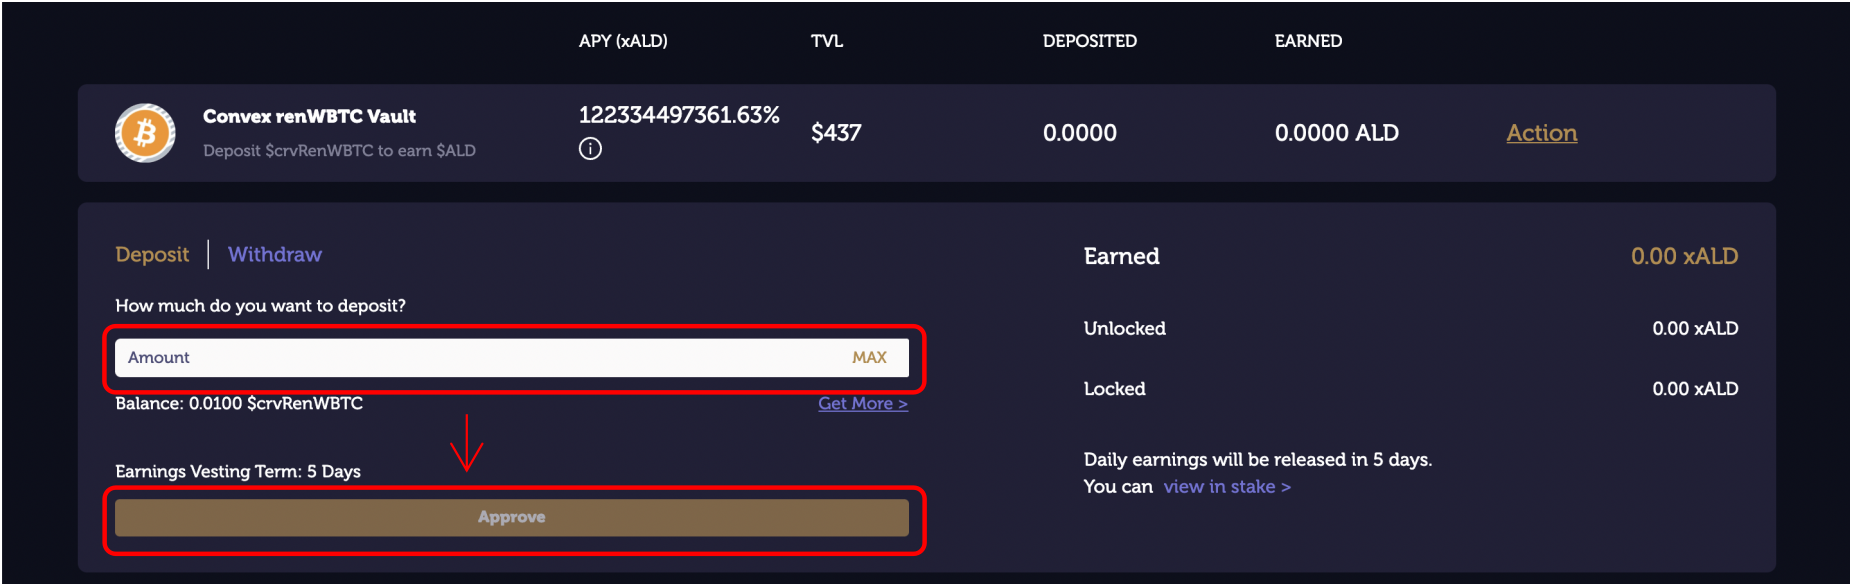 APY (xALD) TVL DEPOSITED EARNED
Convex renWBTC Vault
Deposit $crvRenWBTC to earn $ALD
122334497361.63%
$437
0.0000
0.0000 ALD
Action
Deposit | Withdraw
How much do you want to deposit?
Amount MAX
Balance: 0.0100 $crvRenWBTC Get More >
Earnings Vesting Term: 5 Days
Approve
Earned 0.00 xALD
Unlocked 0.00 xALD
Locked 0.00 xALD
Daily earnings will be released in 5 days.
You can view in stake >